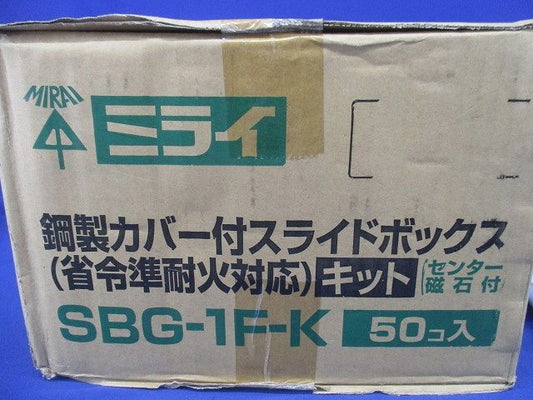 MIRAI
ミライ
鋼製カバー付スライドボックス
(省令準耐火対応)キット(センター磁石付)
SBG-1F-K 50コ入